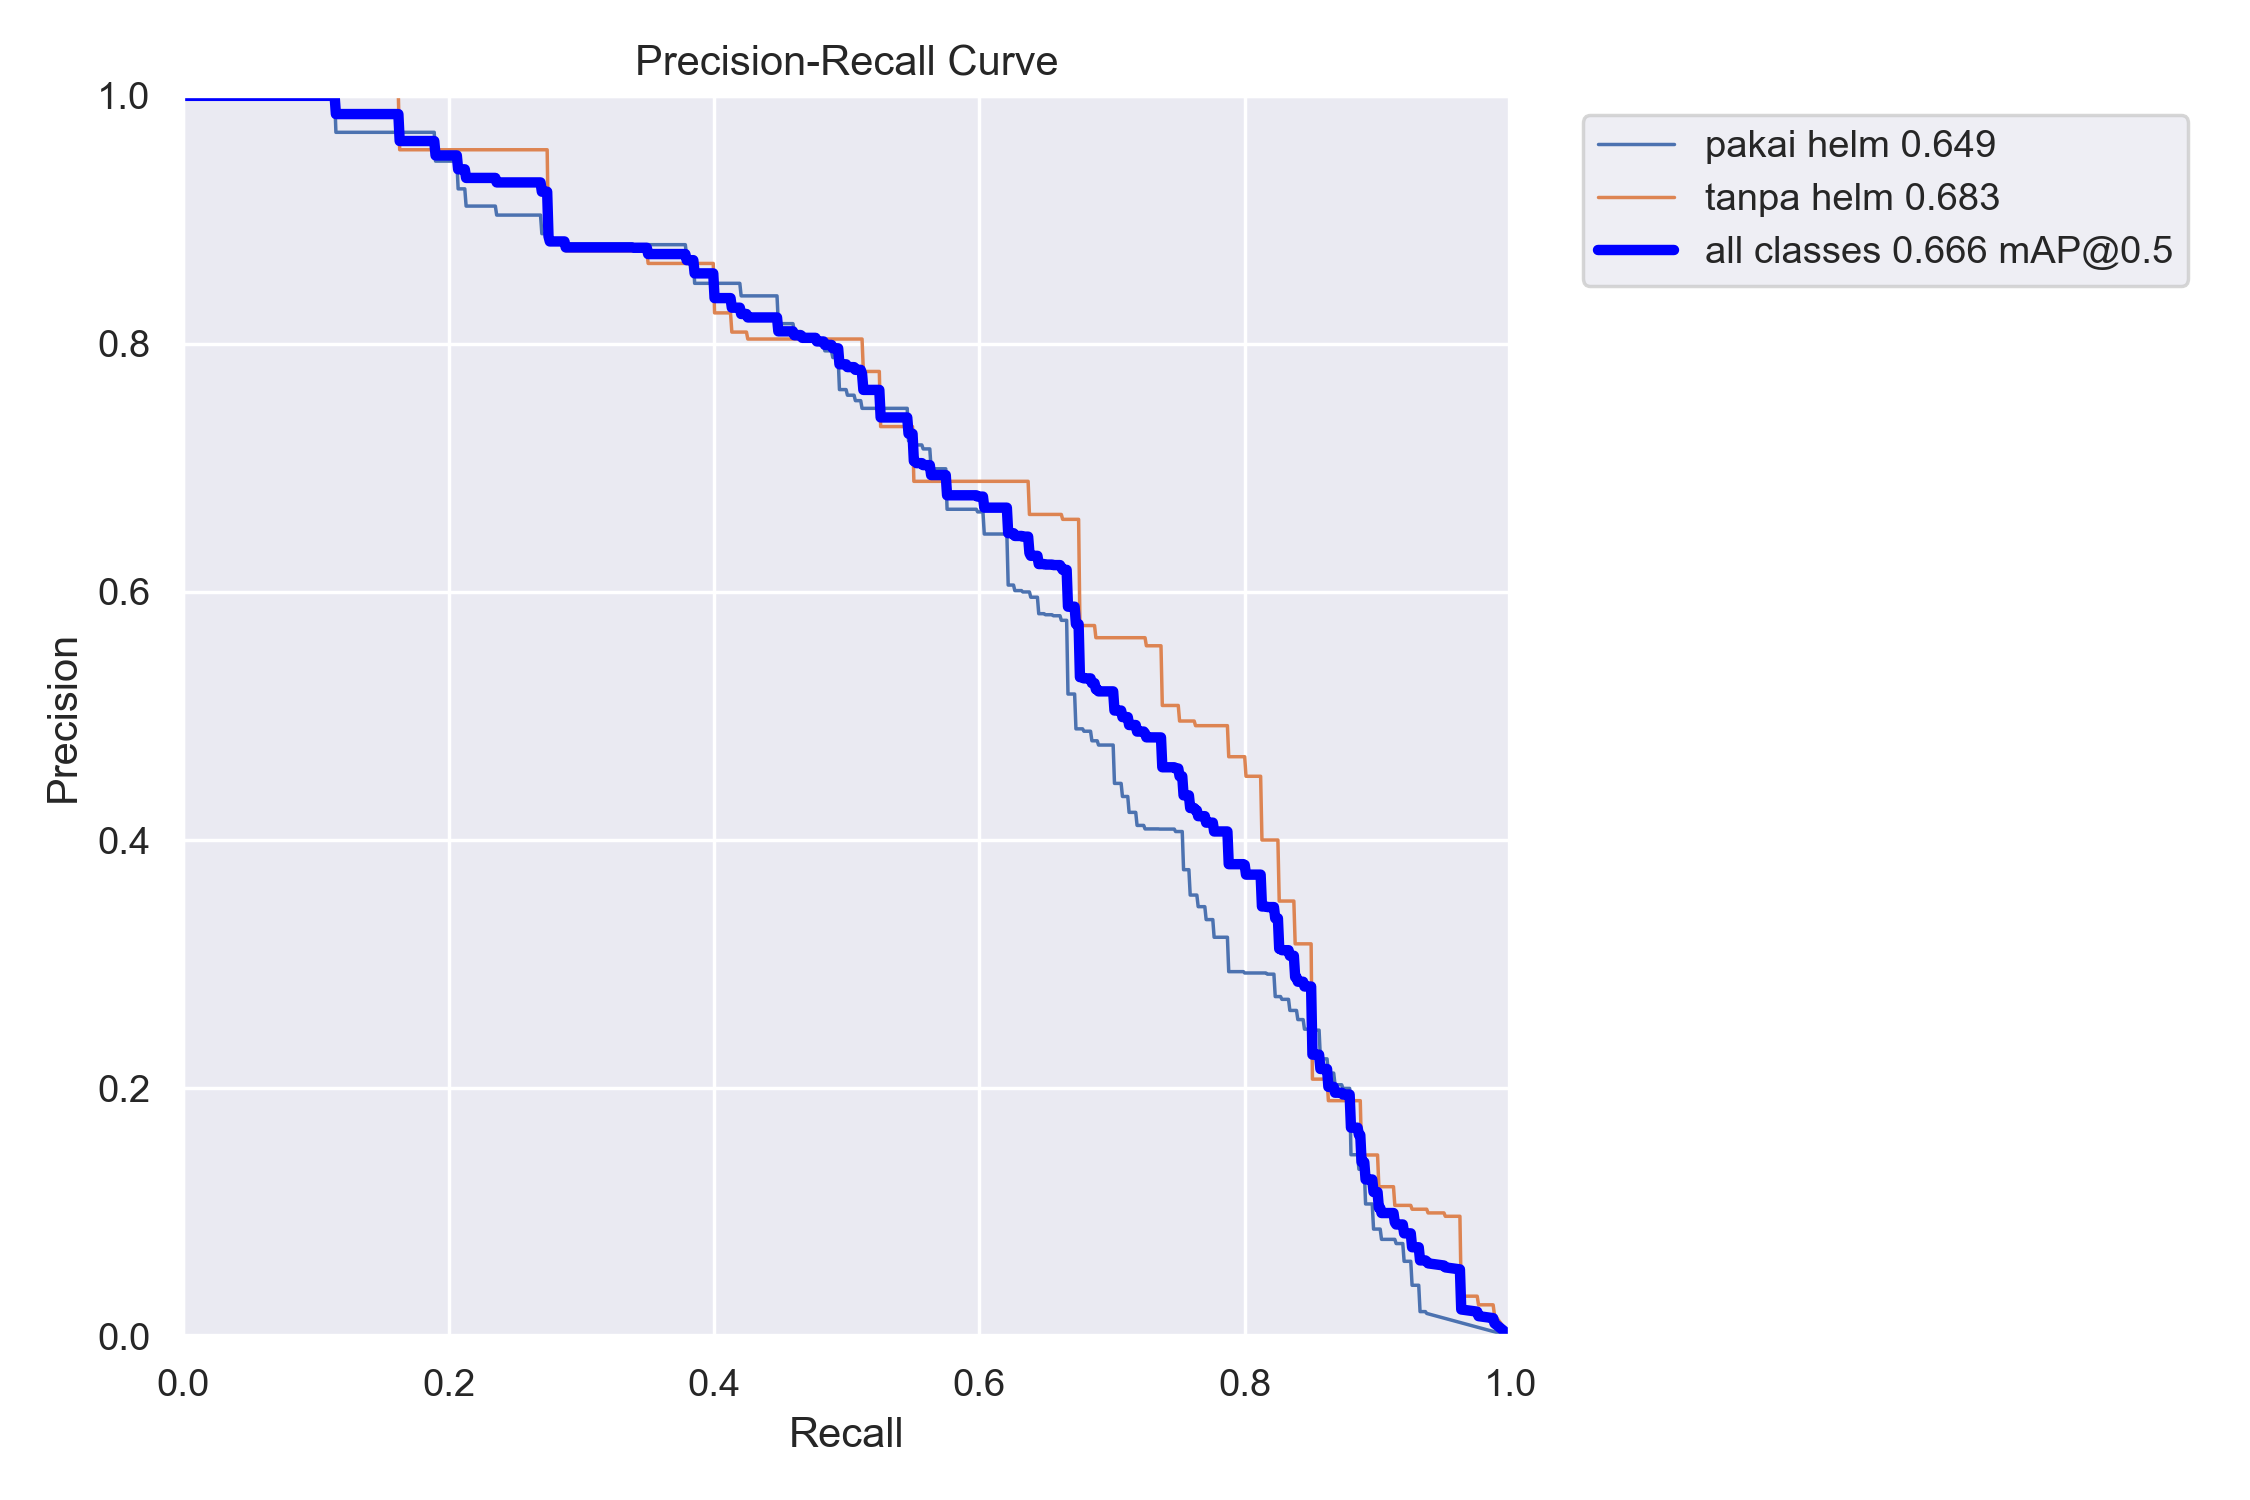 Precision-Recall Curve
1.0
0.8
0.6
0.4
0.2
0.0
Precision
0.0 0.2 0.4 0.6 0.8 1.0
Recall
pakai helm 0.649
tanpa helm 0.683
all classes 0.666 mAP@0.5